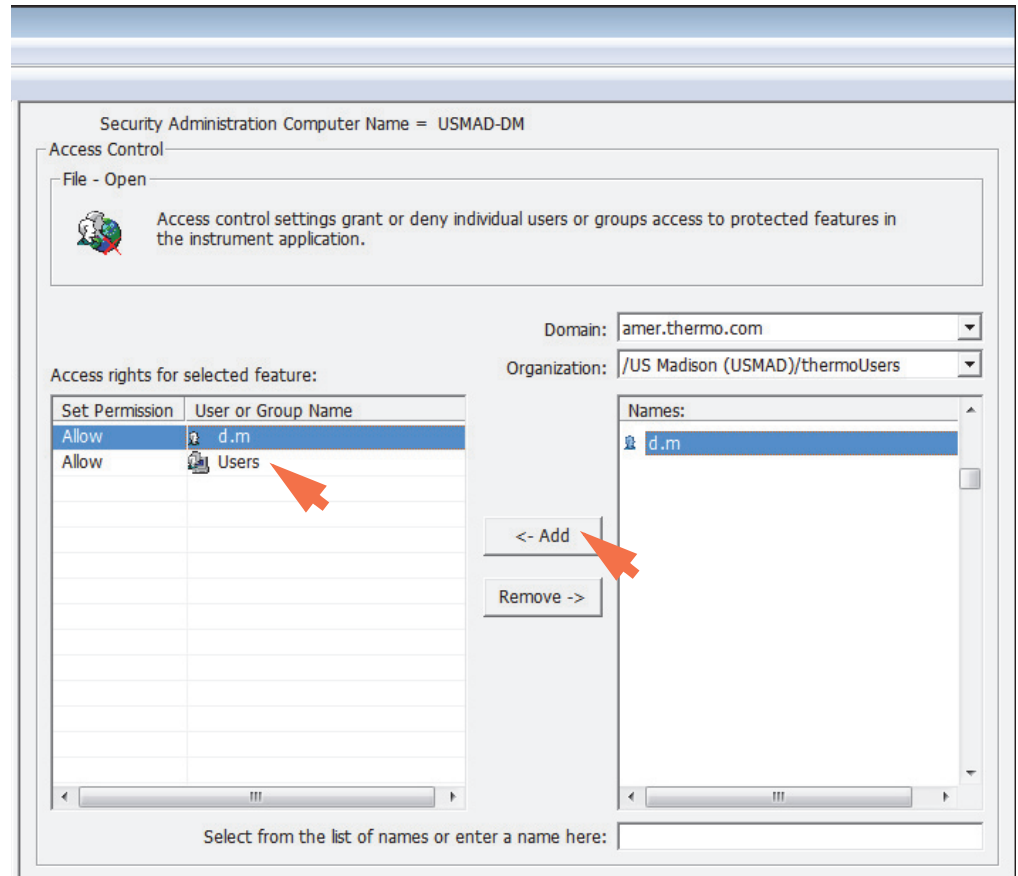 Security Administration Computer Name = USMAD-DM
Access Control
File - Open
Access control settings grant or deny individual users or groups access to protected features in
the instrument application.
Domain: amer.thermo.com
Organization: /US Madison (USMAD)/thermoUsers
Access rights for selected feature:
Set Permission User or Group Name
Names:
Allow d.m
d.m
Allow Users
<- Add
Remove ->
Select from the list of names or enter a name here: